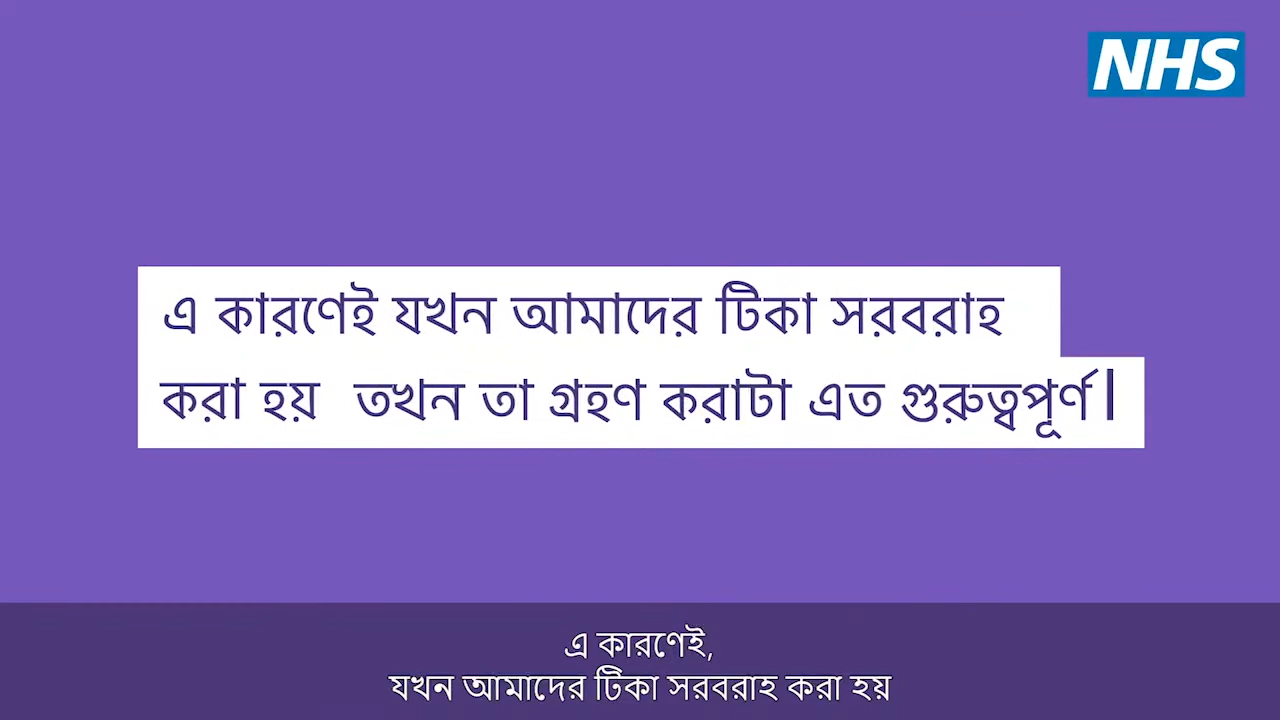 NHS
এ কারণেই যখন আমাদের টিকা সরবরাহ
করা হয় তখন তা গ্রহণ করাটা এত গুরুত্বপূর্ণ।
এ কারণেই,
যখন আমাদের টিকা সরবরাহ করা হয়